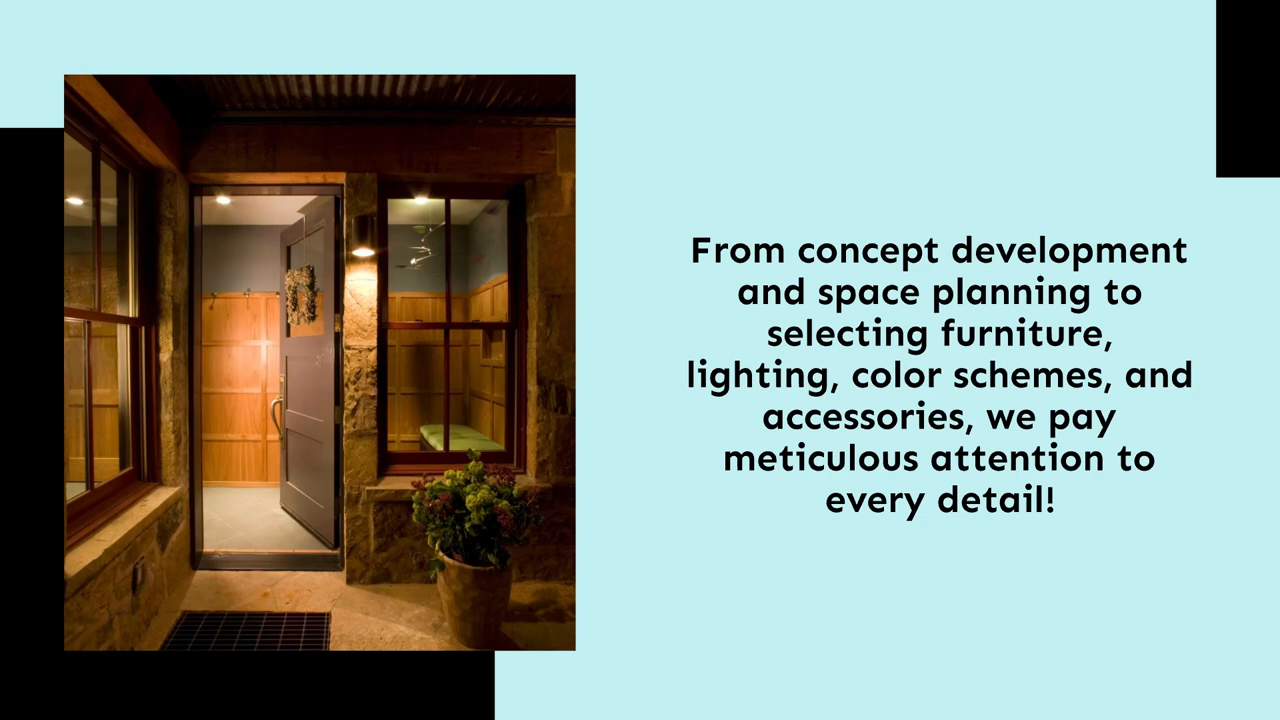 From concept development
and space planning to
selecting furniture,
lighting, color schemes, and
accessories, we pay
meticulous attention to
every detail!